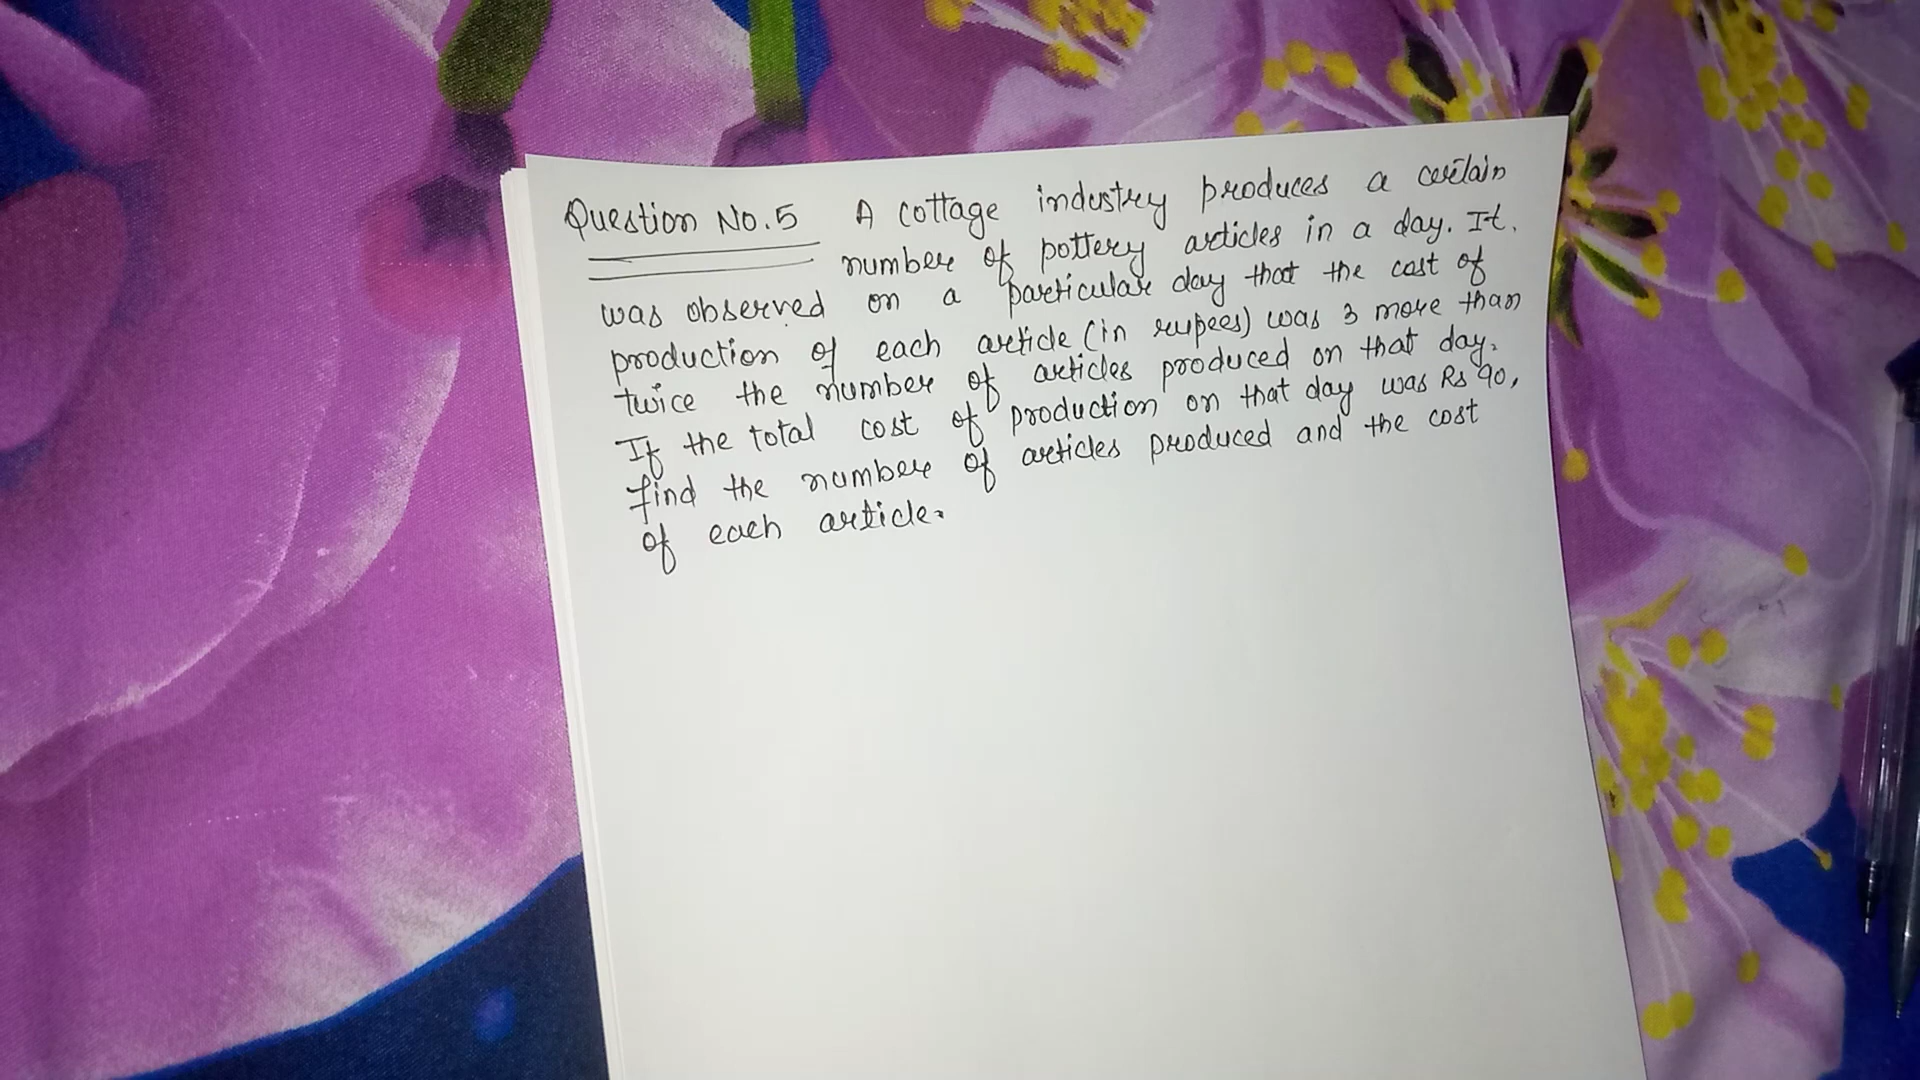 Question No.5 A cottage industry produces a certain
number of pottery articles in a day. It.
was observed on a particular day that the cost of
production of each article (in rupees) was 3 more than
twice the number of articles produced on that day.
If the total cost of production on that day was Rs 90,
find the number of articles produced and the cost
of each article.